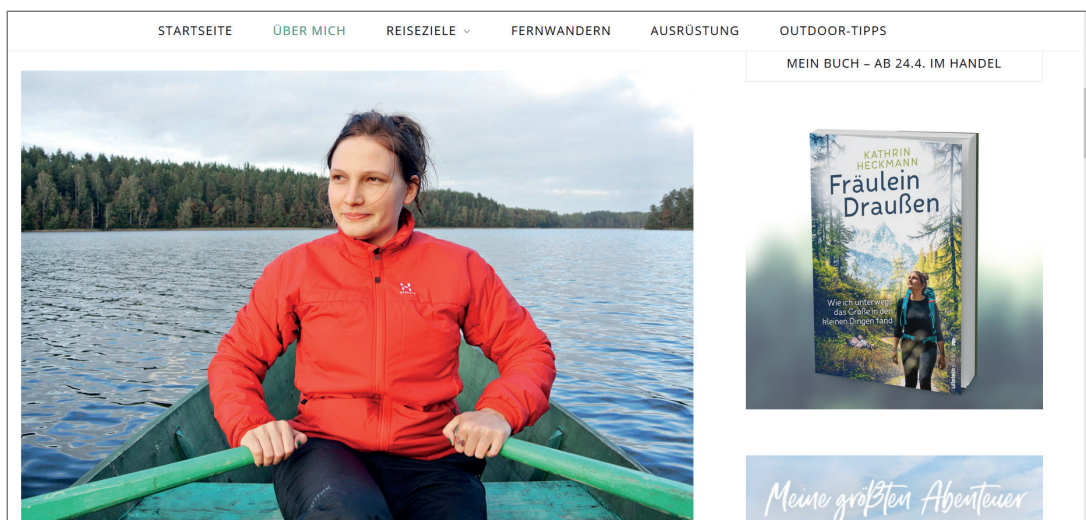 STARTSEITE ÜBER MICH REISEZIELE FERNWANDERN AUSRÜSTUNG OUTDOOR-TIPPS
MEIN BUCH – AB 24.4. IM HANDEL
KATHRIN
HECKMANN
Fräulein
Draußen
Wie ich unterwegs
das Große in den
kleinen Dingen fand
Meine größten Abenteuer